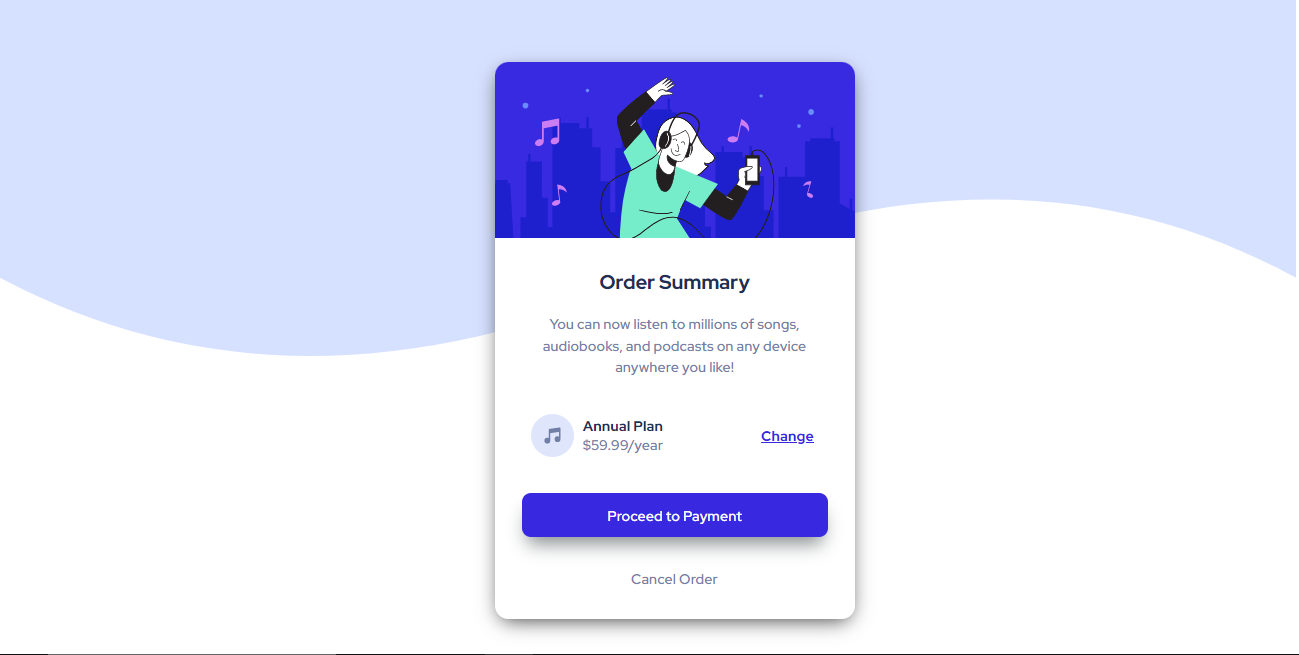 Order Summary
You can now listen to millions of songs,
audiobooks, and podcasts on any device
anywhere you like!
Annual Plan
$59.99/year
Change
Proceed to Payment
Cancel Order